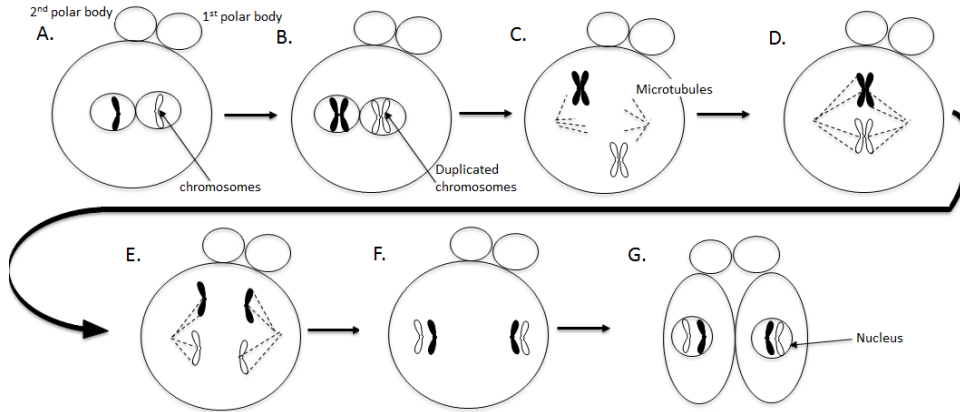 2nd polar body
1st polar body
A.
B.
C.
D.
Microtubules
chromosomes
Duplicated
chromosomes
E.
F.
G.
Nucleus